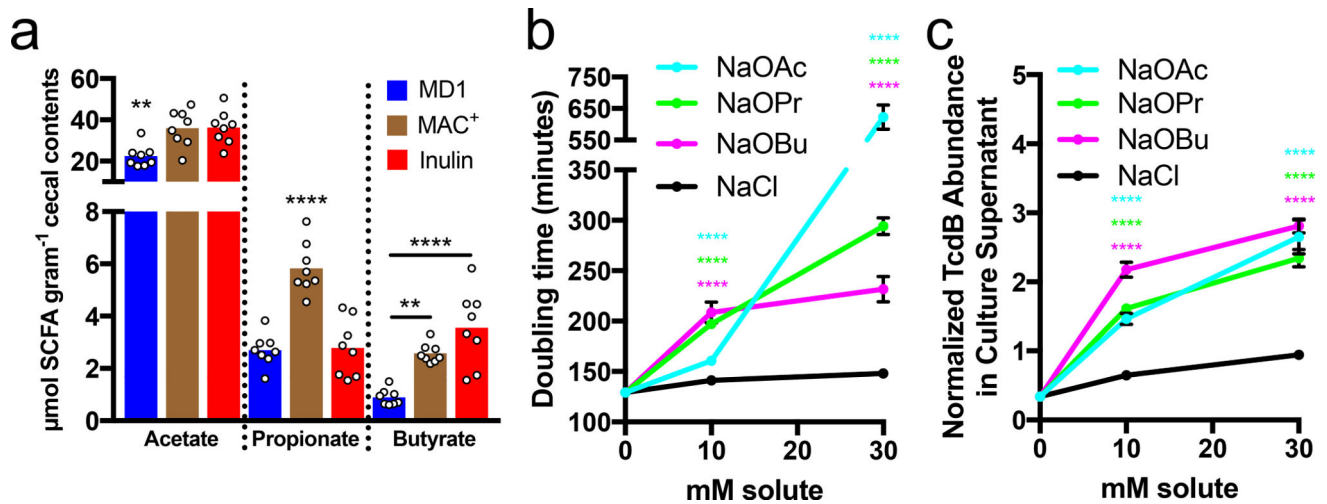 a
µmol SCFA gram⁻¹ cecal contents
60
40
20
8
6
4
2
0
**
****
****
**
MD1
MAC⁺
Inulin
Acetate
Propionate
Butyrate
b
Doubling time (minutes)
750
650
550
350
300
250
200
150
100
NaOAc
NaOPr
NaOBu
NaCl
****
****
****
****
****
****
0
10
20
30
mM solute
c
Normalized TcdB Abundance
in Culture Supernatant
5
4
3
2
1
0
NaOAc
NaOPr
NaOBu
NaCl
****
****
****
****
****
****
0
10
20
30
mM solute